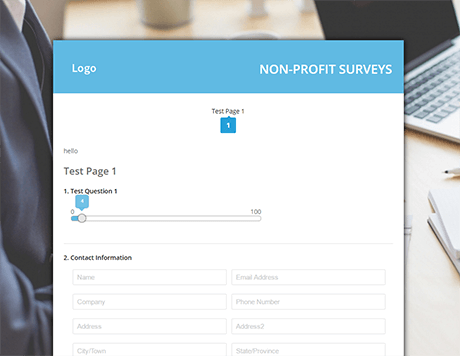 Logo
NON-PROFIT SURVEYS
Test Page 1
1
hello
Test Page 1
1. Test Question 1
4
0 100
2. Contact Information
Name Email Address
Company Phone Number
Address Address2
City/Town State/Province